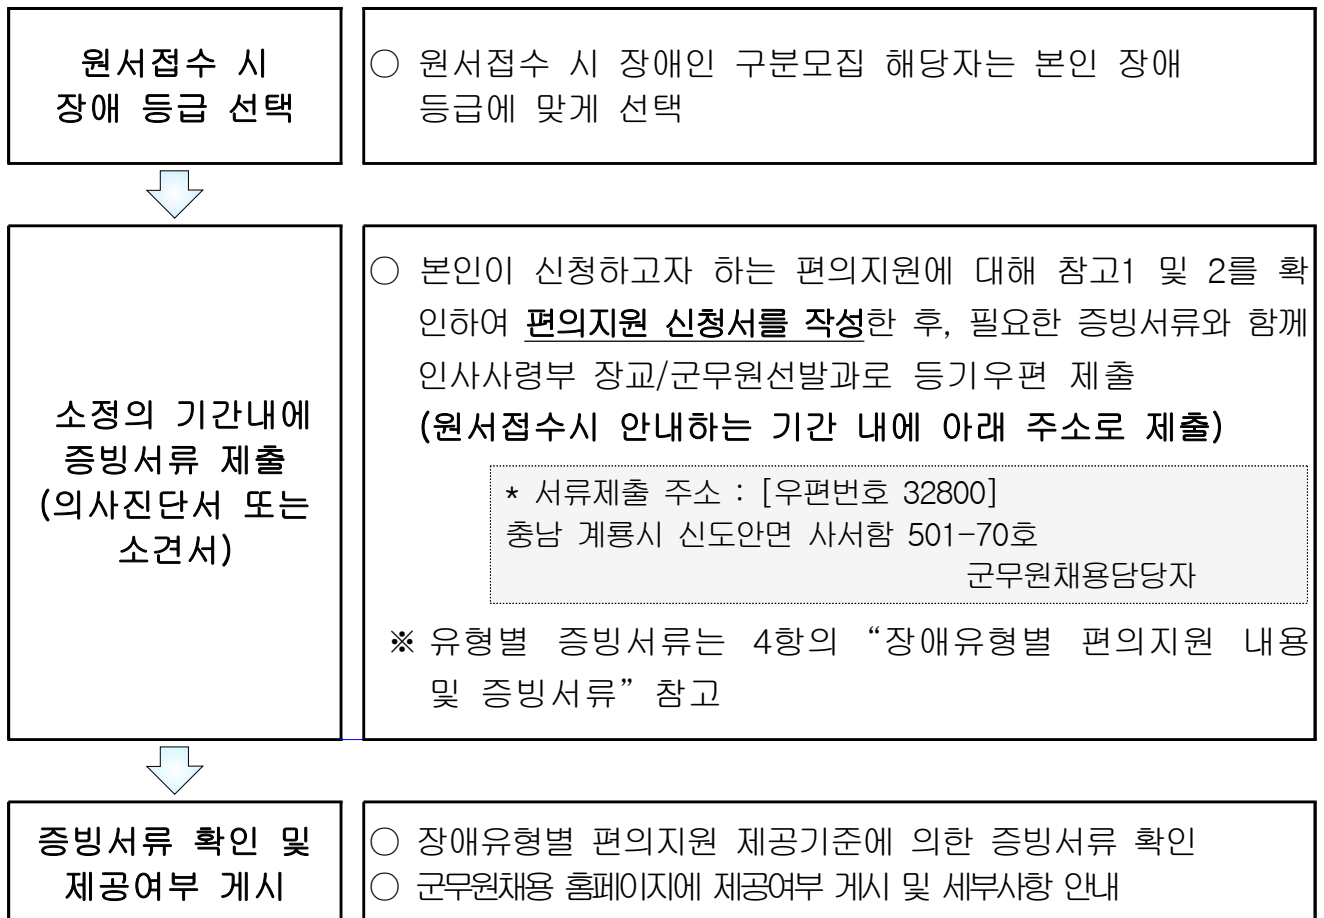 원서접수 시
장애 등급 선택
○ 원서접수 시 장애인 구분모집 해당자는 본인 장애
등급에 맞게 선택
소정의 기간내에
증빙서류 제출
(의사진단서 또는
소견서)
○ 본인이 신청하고자 하는 편의지원에 대해 참고1 및 2를 확
인하여 편의지원 신청서를 작성한 후, 필요한 증빙서류와 함께
인사사령부 장교/군무원선발과로 등기우편 제출
(원서접수시 안내하는 기간 내에 아래 주소로 제출)
* 서류제출 주소 : [우편번호 32800]
충남 계룡시 신도안면 사서함 501-70호
군무원채용담당자
※ 유형별 증빙서류는 4항의 “장애유형별 편의지원 내용
및 증빙서류” 참고
증빙서류 확인 및
제공여부 게시
○ 장애유형별 편의지원 제공기준에 의한 증빙서류 확인
○ 군무원채용 홈페이지에 제공여부 게시 및 세부사항 안내